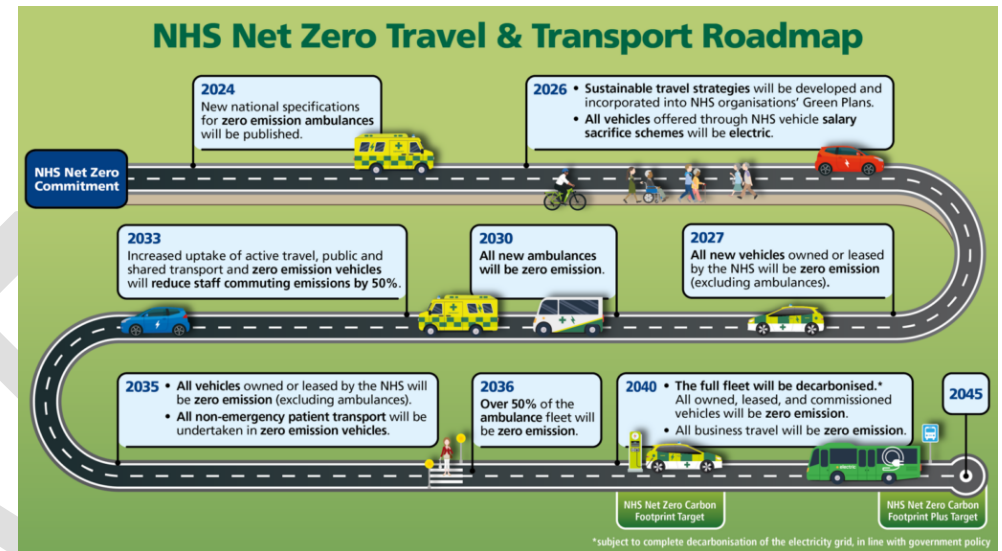 NHS Net Zero Travel & Transport Roadmap
NHS Net Zero
Commitment
2024
New national specifications
for zero emission ambulances
will be published.
2026 • Sustainable travel strategies will be developed and
incorporated into NHS organisations’ Green Plans.
• All vehicles offered through NHS vehicle salary
sacrifice schemes will be electric.
2033
Increased uptake of active travel, public and
shared transport and zero emission vehicles
will reduce staff commuting emissions by 50%.
2030
All new ambulances
will be zero emission.
2027
All new vehicles owned or leased
by the NHS will be zero emission
(excluding ambulances).
2035 • All vehicles owned or leased by the NHS will
be zero emission (excluding ambulances).
• All non-emergency patient transport will be
undertaken in zero emission vehicles.
2036
Over 50% of the
ambulance fleet will
be zero emission.
2040 • The full fleet will be decarbonised.*
All owned, leased, and commissioned
vehicles will be zero emission.
• All business travel will be zero emission.
2045
NHS Net Zero Carbon
Footprint Target
NHS Net Zero Carbon
Footprint Plus Target
*subject to complete decarbonisation of the electricity grid, in line with government policy